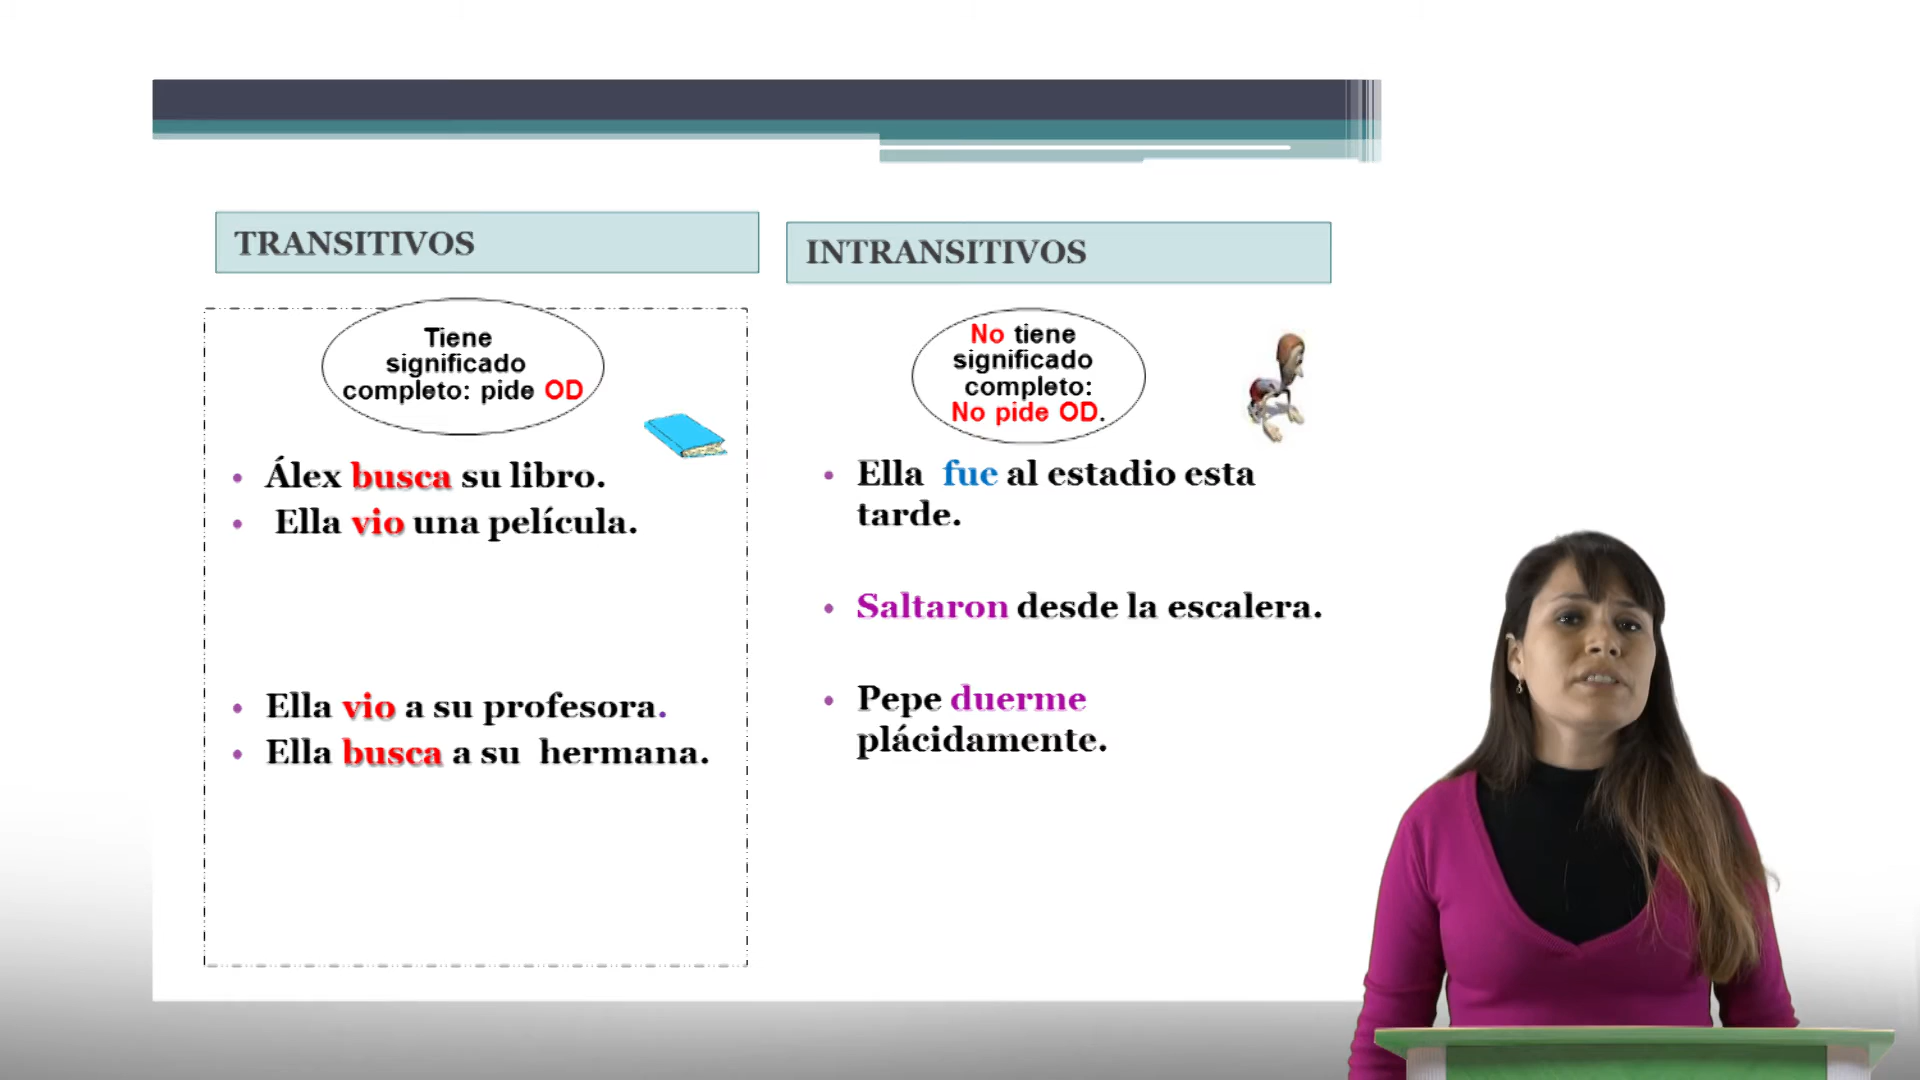 TRANSITIVOS
Tiene
significado
completo: pide OD
• Álex busca su libro.
• Ella vio una película.
• Ella vio a su profesora.
• Ella busca a su hermana.
INTRANSITIVOS
No tiene
significado
completo:
No pide OD.
• Ella fue al estadio esta
tarde.
• Saltaron desde la escalera.
• Pepe duerme
plácidamente.